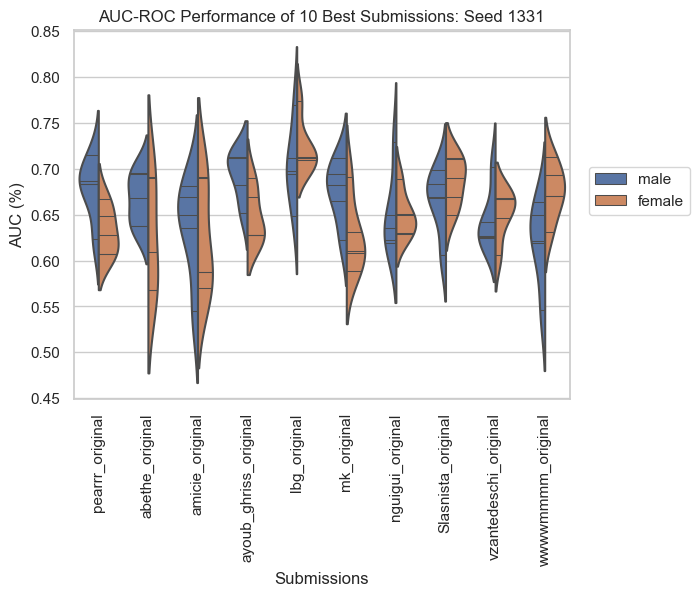 AUC-ROC Performance of 10 Best Submissions: Seed 1331
0.85
0.80
0.75
0.70
0.65
0.60
0.55
0.50
0.45
AUC (%)
male
female
pearrr_original
abethe_original
amicie_original
ayoub_ghriss_original
lbg_original
mk_original
nguigui_original
Slasnista_original
vzantedeschi_original
wwwwmmmm_original
Submissions